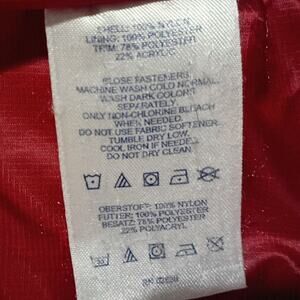 SHELL: 100% NYLON
LINING: 100% POLYESTER
TRIM: 78% POLYESTER
22% ACRYLIC
CLOSE FASTENERS
MACHINE WASH COLD NORMAL.
WASH DARK COLORS
SEPARATELY.
ONLY NON-CHLORINE BLEACH
WHEN NEEDED.
DO NOT USE FABRIC SOFTENER.
TUMBLE DRY LOW.
COOL IRON IF NEEDED.
DO NOT DRY CLEAN.
OBERSTOFF: 100% NYLON
FUTTER: 100% POLYESTER
BESATZ: 78% POLYESTER
22% POLYACRYL
RN